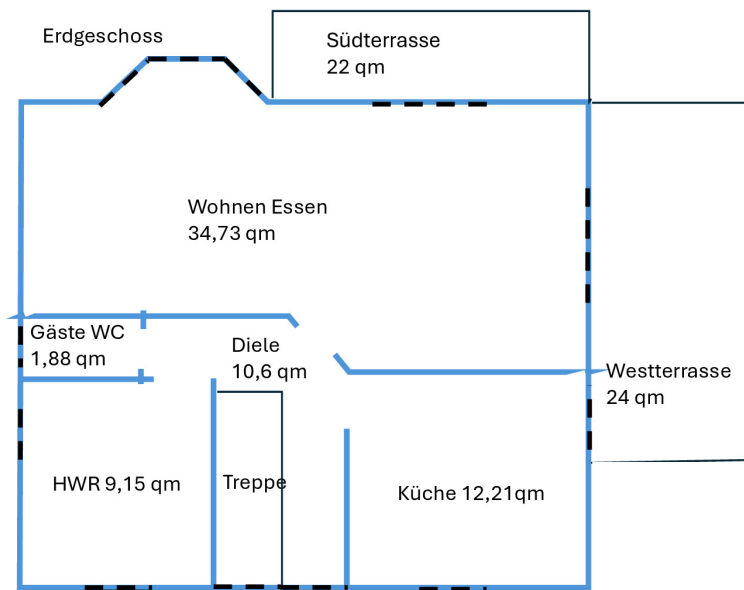 Erdgeschoss
Südterrasse
22 qm
Wohnen Essen
34,73 qm
Gäste WC
1,88 qm
Diele
10,6 qm
Westterrasse
24 qm
HWR 9,15 qm
Treppe
Küche 12,21qm